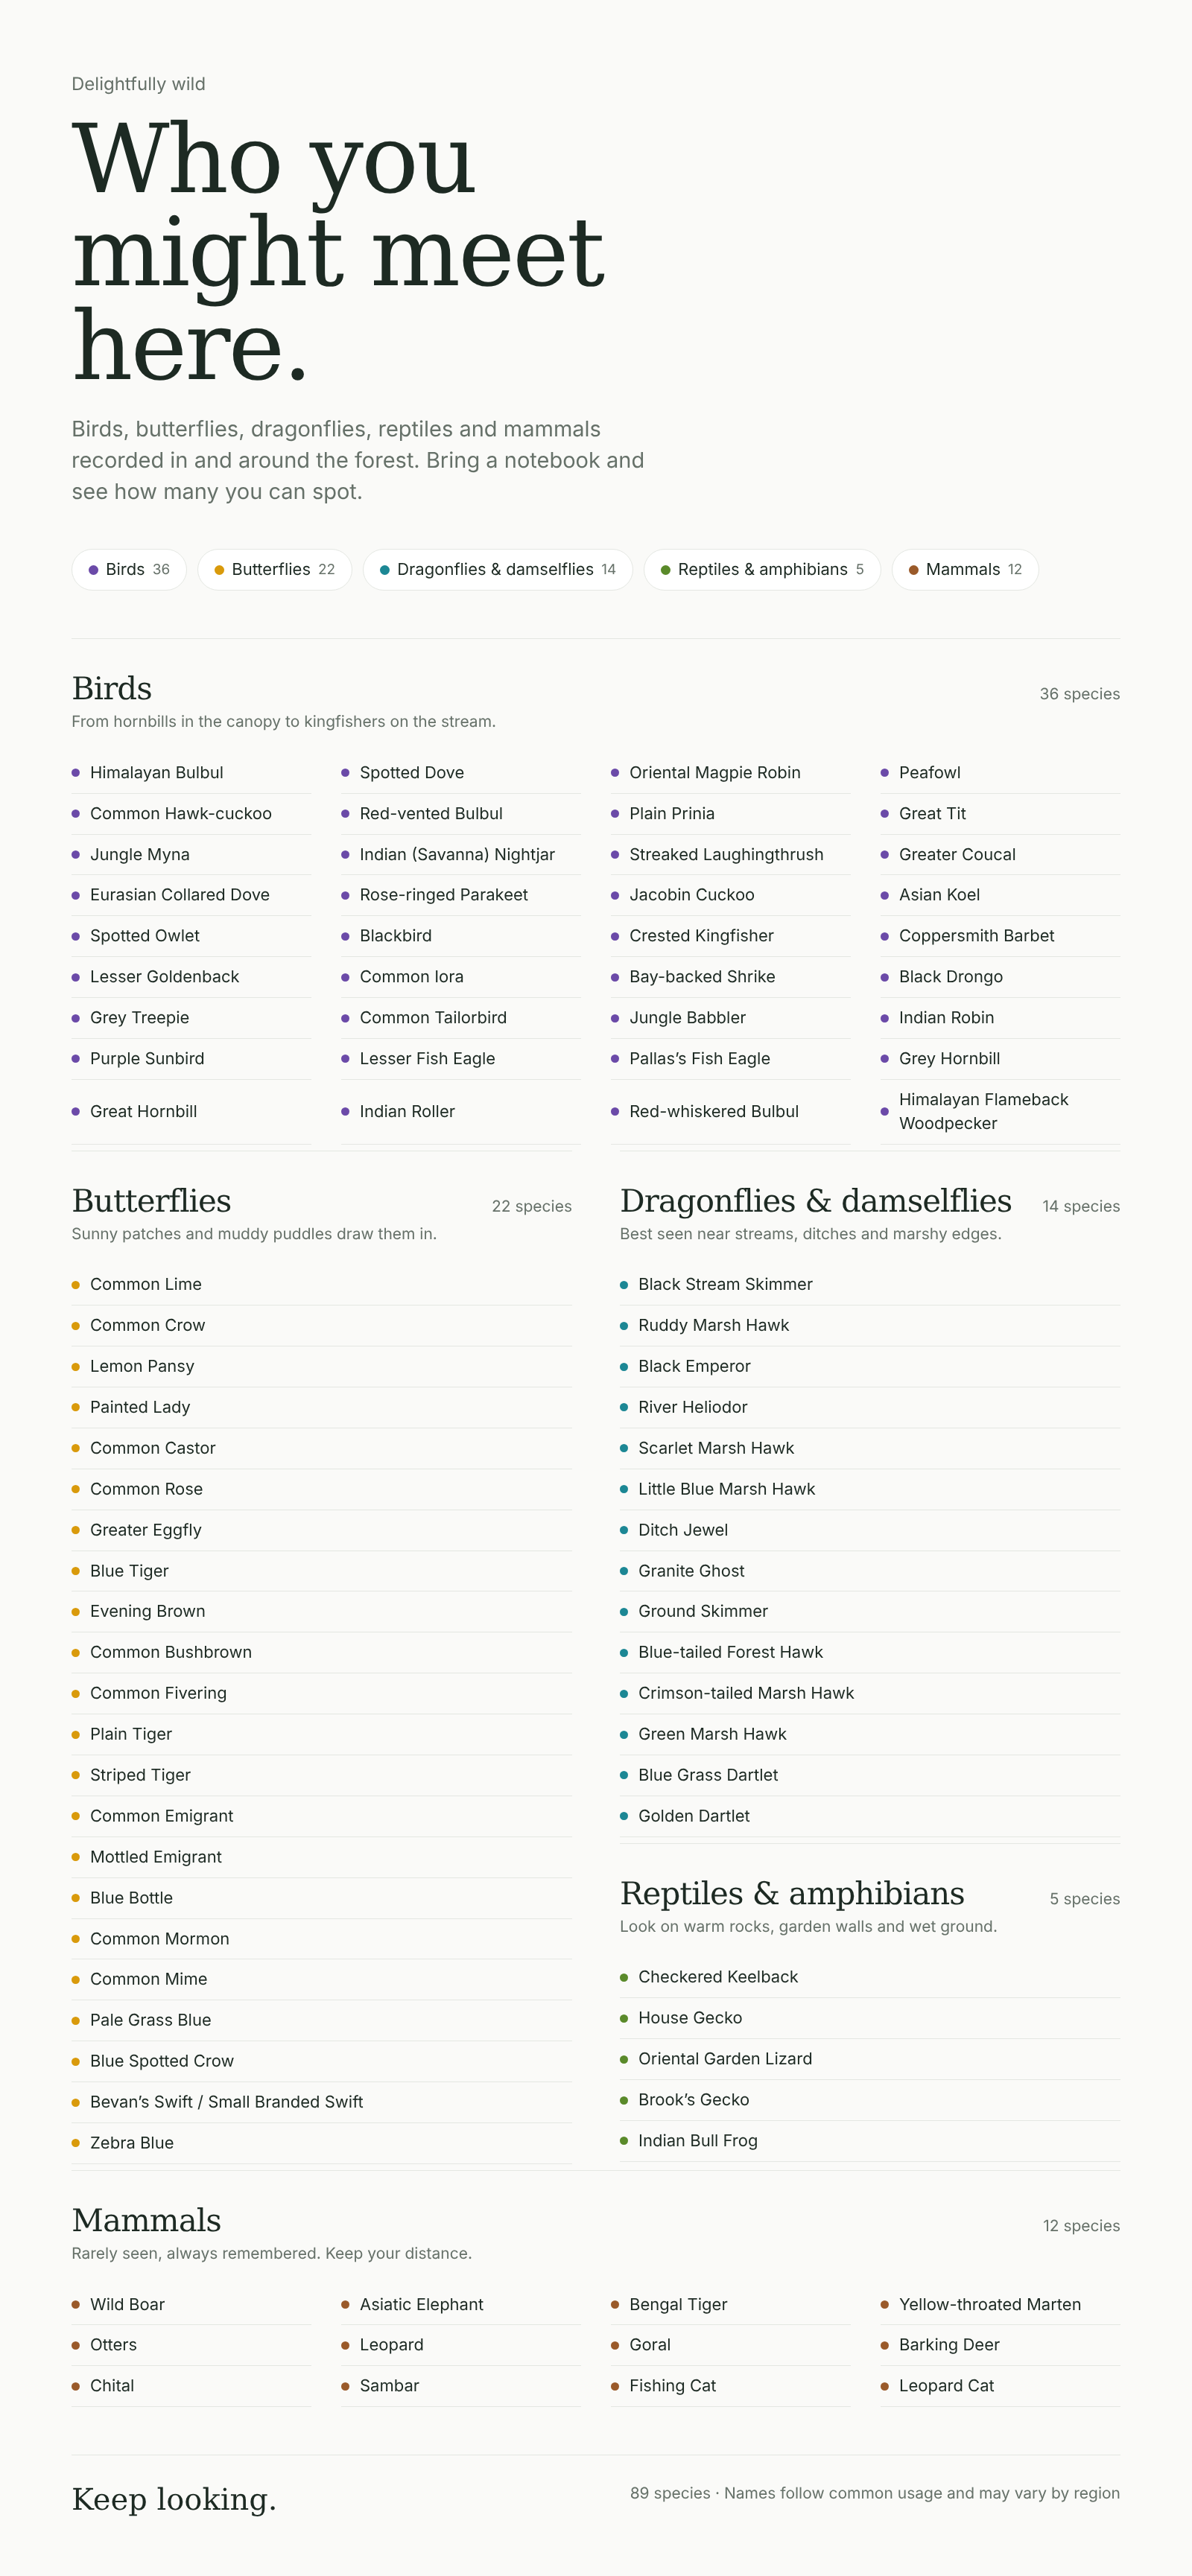 Delightfully wild
Who you
might meet
here.
Birds, butterflies, dragonflies, reptiles and mammals
recorded in and around the forest. Bring a notebook and
see how many you can spot.
Birds 36 Butterflies 22 Dragonflies & damselflies 14 Reptiles & amphibians 5 Mammals 12
Birds 36 species
From hornbills in the canopy to kingfishers on the stream.
Himalayan Bulbul Spotted Dove Oriental Magpie Robin Peafowl
Common Hawk-cuckoo Red-vented Bulbul Plain Prinia Great Tit
Jungle Myna Indian (Savanna) Nightjar Streaked Laughingthrush Greater Coucal
Eurasian Collared Dove Rose-ringed Parakeet Jacobin Cuckoo Asian Koel
Spotted Owlet Blackbird Crested Kingfisher Coppersmith Barbet
Lesser Goldenback Common Iora Bay-backed Shrike Black Drongo
Grey Treepie Common Tailorbird Jungle Babbler Indian Robin
Purple Sunbird Lesser Fish Eagle Pallas’s Fish Eagle Grey Hornbill
Great Hornbill Indian Roller Red-whiskered Bulbul Himalayan Flameback
Woodpecker
Butterflies 22 species
Sunny patches and muddy puddles draw them in.
Common Lime
Common Crow
Lemon Pansy
Painted Lady
Common Castor
Common Rose
Greater Eggfly
Blue Tiger
Evening Brown
Common Bushbrown
Common Fivering
Plain Tiger
Striped Tiger
Common Emigrant
Mottled Emigrant
Blue Bottle
Common Mormon
Common Mime
Pale Grass Blue
Blue Spotted Crow
Bevan’s Swift / Small Branded Swift
Zebra Blue
Dragonflies & damselflies 14 species
Best seen near streams, ditches and marshy edges.
Black Stream Skimmer
Ruddy Marsh Hawk
Black Emperor
River Heliodor
Scarlet Marsh Hawk
Little Blue Marsh Hawk
Ditch Jewel
Granite Ghost
Ground Skimmer
Blue-tailed Forest Hawk
Crimson-tailed Marsh Hawk
Green Marsh Hawk
Blue Grass Dartlet
Golden Dartlet
Reptiles & amphibians 5 species
Look on warm rocks, garden walls and wet ground.
Checkered Keelback
House Gecko
Oriental Garden Lizard
Brook’s Gecko
Indian Bull Frog
Mammals 12 species
Rarely seen, always remembered. Keep your distance.
Wild Boar Asiatic Elephant Bengal Tiger Yellow-throated Marten
Otters Leopard Goral Barking Deer
Chital Sambar Fishing Cat Leopard Cat
Keep looking. 89 species · Names follow common usage and may vary by region